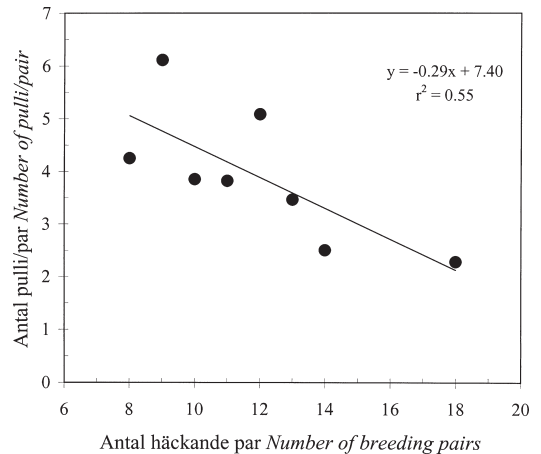 7
6
5
4
3
2
1
0
y = -0.29x + 7.40
r² = 0.55
Antal pulli/par Number of pulli/pair
6 8 10 12 14 16 18 20
Antal häckande par Number of breeding pairs